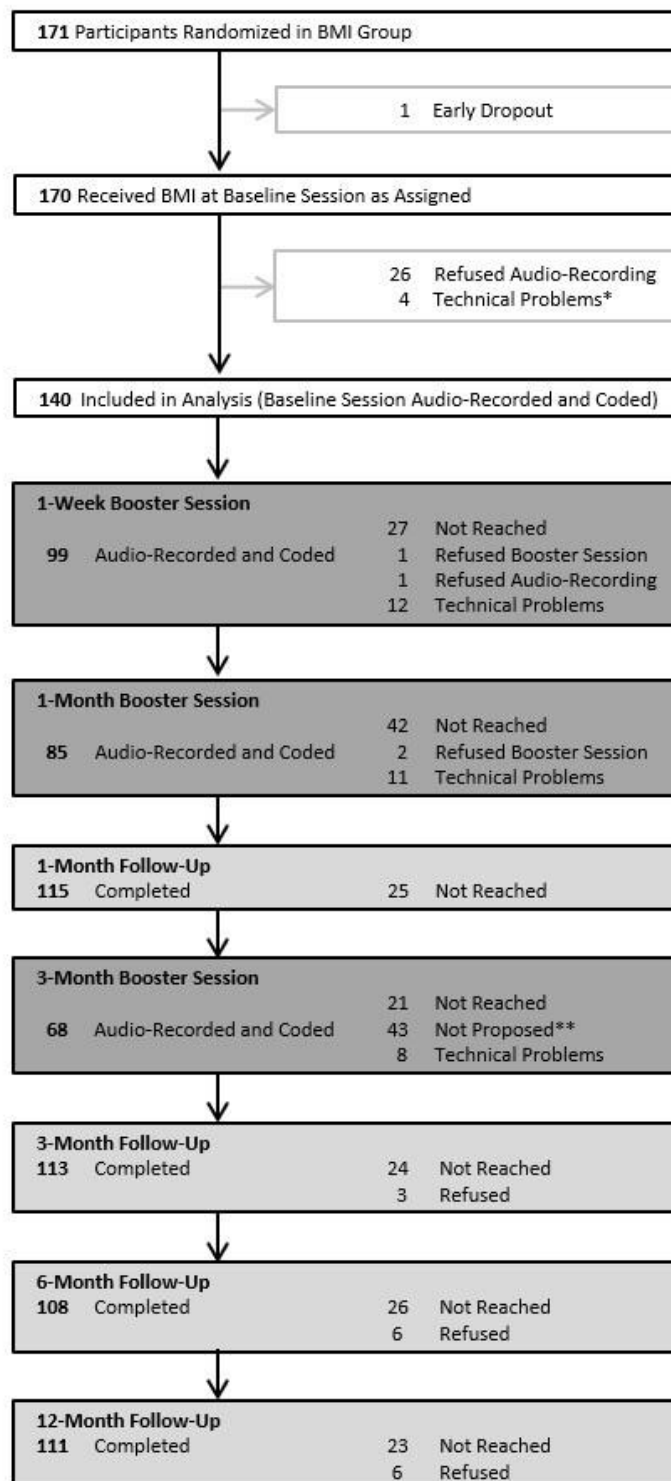 171 Participants Randomized in BMI Group
1 Early Dropout
170 Received BMI at Baseline Session as Assigned
26 Refused Audio-Recording
4 Technical Problems*
140 Included in Analysis (Baseline Session Audio-Recorded and Coded)
1-Week Booster Session
27 Not Reached
99 Audio-Recorded and Coded 1 Refused Booster Session
1 Refused Audio-Recording
12 Technical Problems
1-Month Booster Session
42 Not Reached
85 Audio-Recorded and Coded 2 Refused Booster Session
11 Technical Problems
1-Month Follow-Up
115 Completed 25 Not Reached
3-Month Booster Session
21 Not Reached
68 Audio-Recorded and Coded 43 Not Proposed**
8 Technical Problems
3-Month Follow-Up
113 Completed 24 Not Reached
3 Refused
6-Month Follow-Up
108 Completed 26 Not Reached
6 Refused
12-Month Follow-Up
111 Completed 23 Not Reached
6 Refused